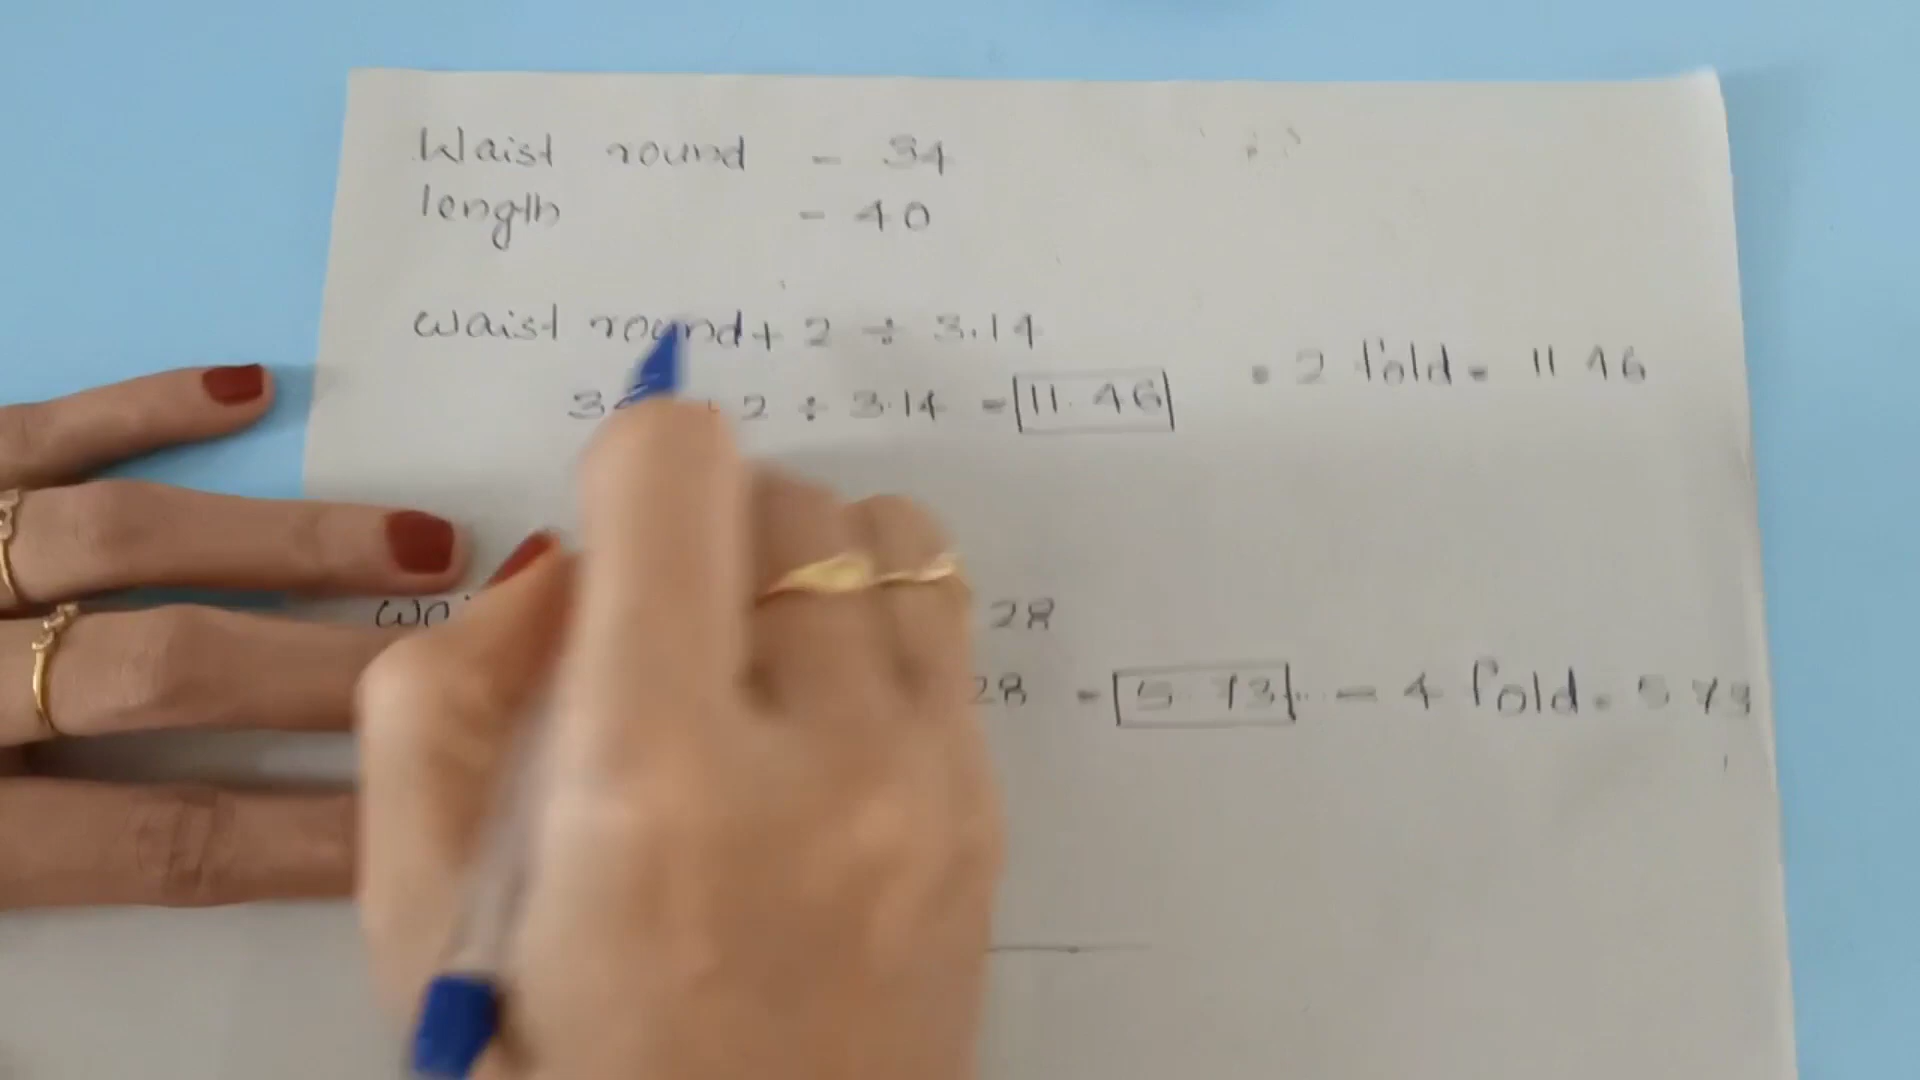 Waist round - 34
length - 40
Waist round + 2 ÷ 3.14
2 ÷ 3.14 = 11.46 = 2 fold = 11 46
28
28 = 5.73 - 4 fold = 5 73